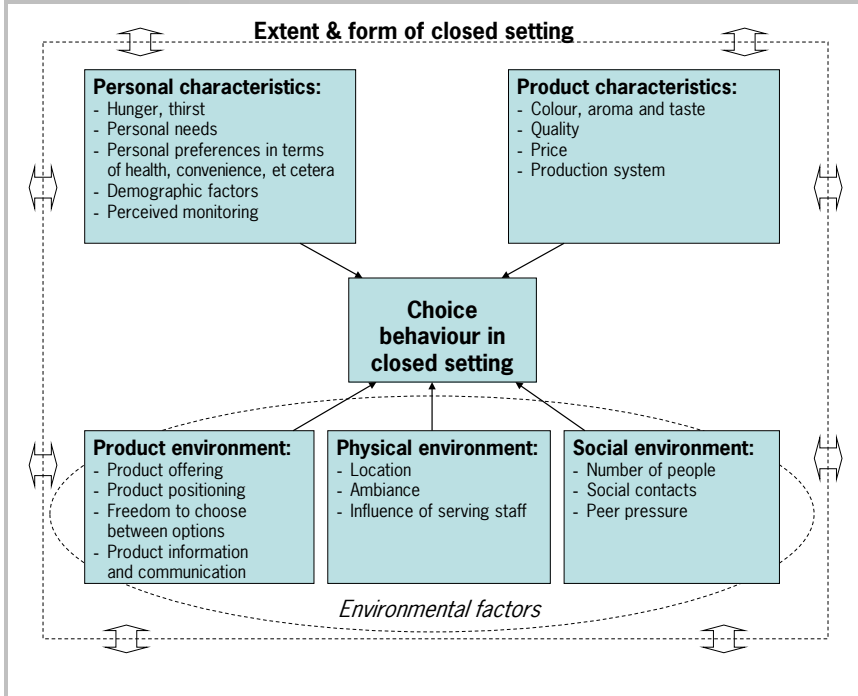 Extent & form of closed setting
Personal characteristics:
- Hunger, thirst
- Personal needs
- Personal preferences in terms
of health, convenience, et cetera
- Demographic factors
- Perceived monitoring
Product characteristics:
- Colour, aroma and taste
- Quality
- Price
- Production system
Choice
behaviour in
closed setting
Product environment:
- Product offering
- Product positioning
- Freedom to choose
between options
- Product information
and communication
Physical environment:
- Location
- Ambiance
- Influence of serving staff
Social environment:
- Number of people
- Social contacts
- Peer pressure
Environmental factors